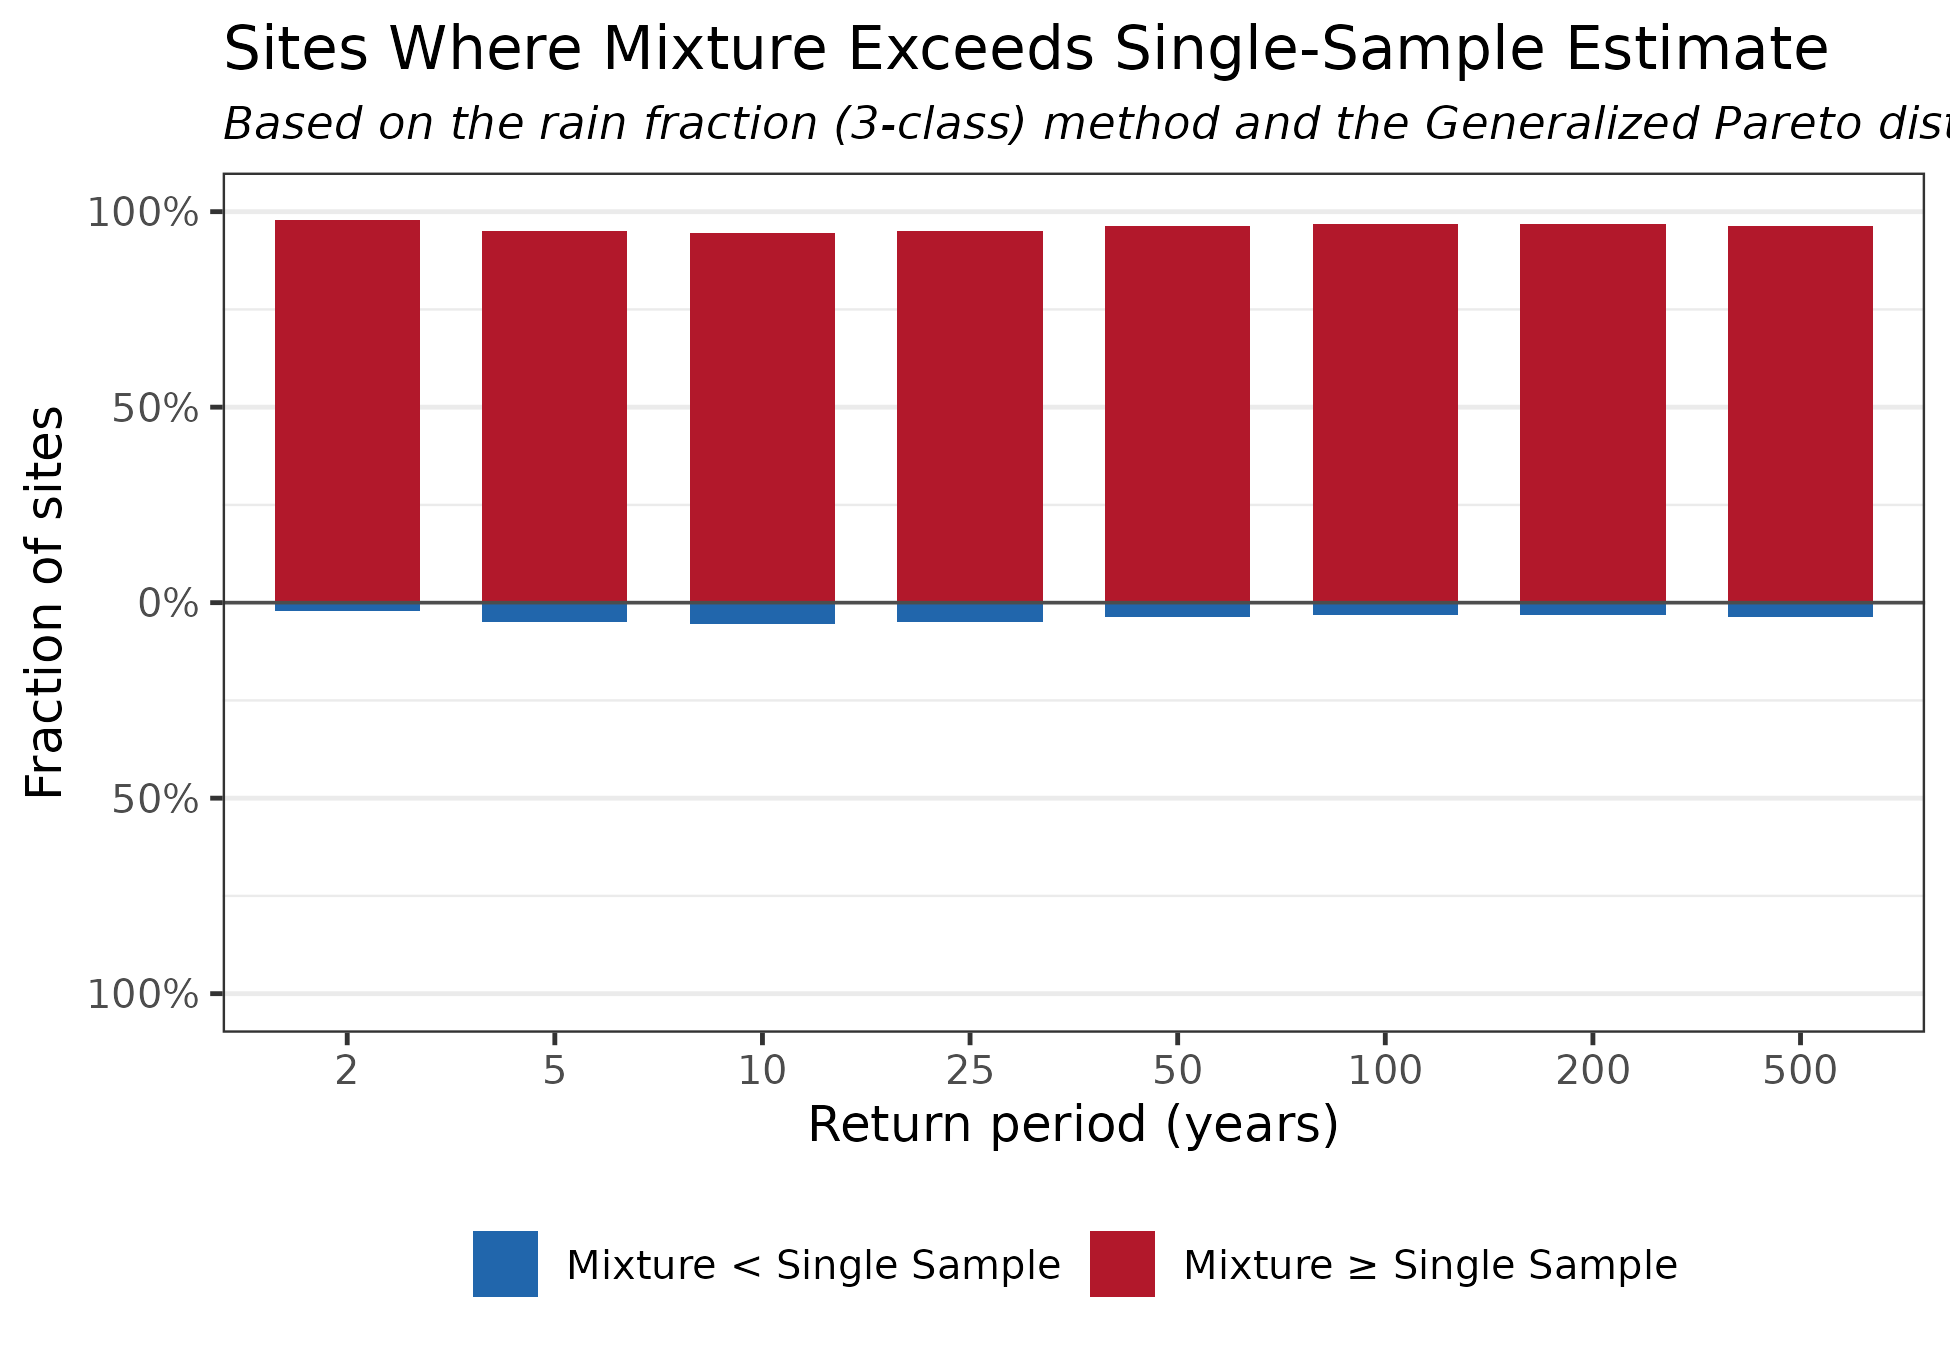 Sites Where Mixture Exceeds Single-Sample Estimate
Based on the rain fraction (3-class) method and the Generalized Pareto dist
Fraction of sites
100%
50%
0%
50%
100%
2 5 10 25 50 100 200 500
Return period (years)
Mixture < Single Sample Mixture ≥ Single Sample